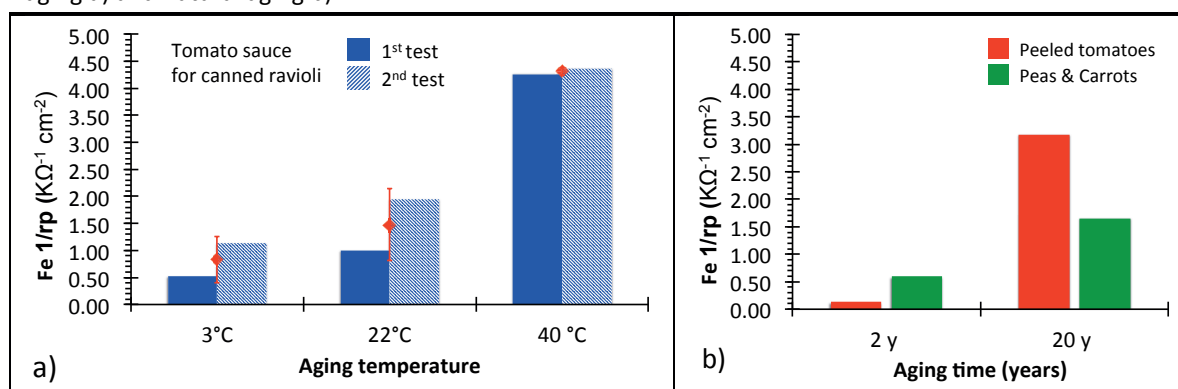 5.00
4.50
4.00
3.50
3.00
2.50
2.00
1.50
1.00
0.50
0.00
Fe 1/rp (KΩ⁻¹ cm⁻²)
Tomato sauce
for canned ravioli
1ˢᵗ test
2ⁿᵈ test
3°C
22°C
40 °C
Aging temperature
a)
5.00
4.50
4.00
3.50
3.00
2.50
2.00
1.50
1.00
0.50
0.00
Fe 1/rp (KΩ⁻¹ cm⁻²)
Peeled tomatoes
Peas & Carrots
2 y
20 y
Aging time (years)
b)